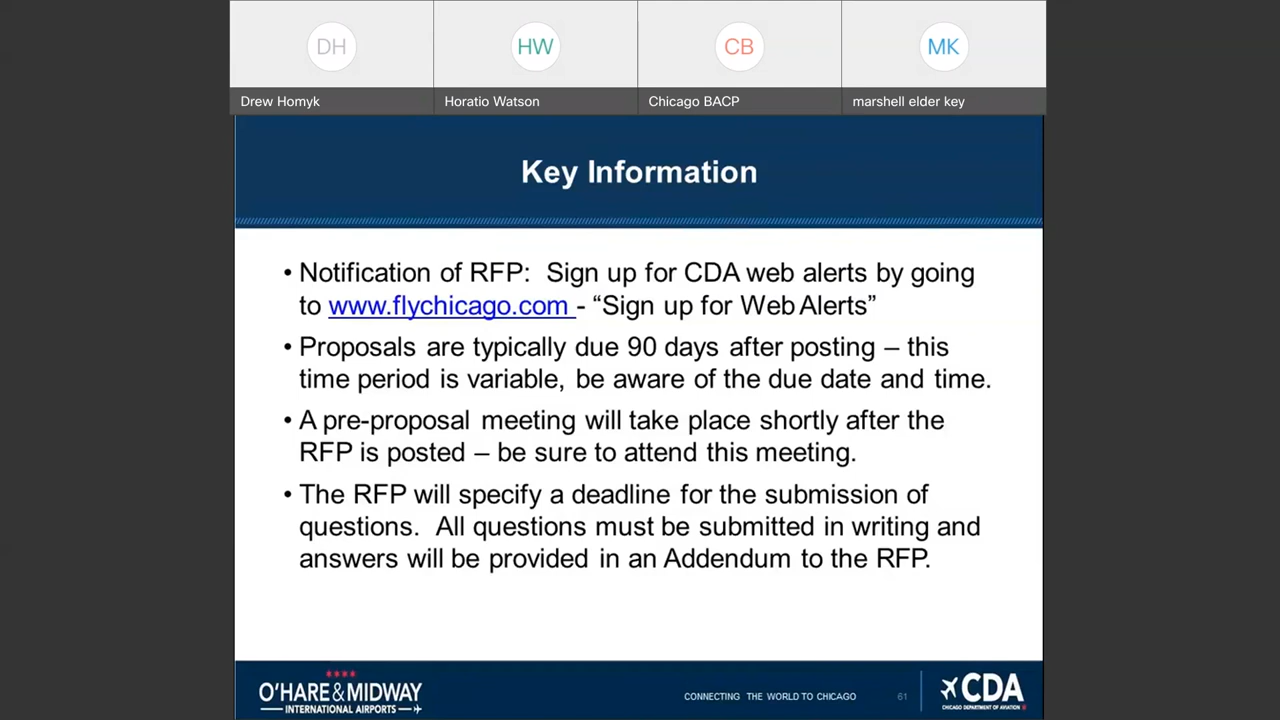 DH
HW
CB
MK
Drew Homyk
Horatio Watson
Chicago BACP
marshell elder key
Key Information
• Notification of RFP: Sign up for CDA web alerts by going
to www.flychicago.com - “Sign up for Web Alerts”
• Proposals are typically due 90 days after posting – this
time period is variable, be aware of the due date and time.
• A pre-proposal meeting will take place shortly after the
RFP is posted – be sure to attend this meeting.
• The RFP will specify a deadline for the submission of
questions. All questions must be submitted in writing and
answers will be provided in an Addendum to the RFP.
O'HARE & MIDWAY
INTERNATIONAL AIRPORTS
CONNECTING THE WORLD TO CHICAGO
61
CDA
CHICAGO DEPARTMENT OF AVIATION